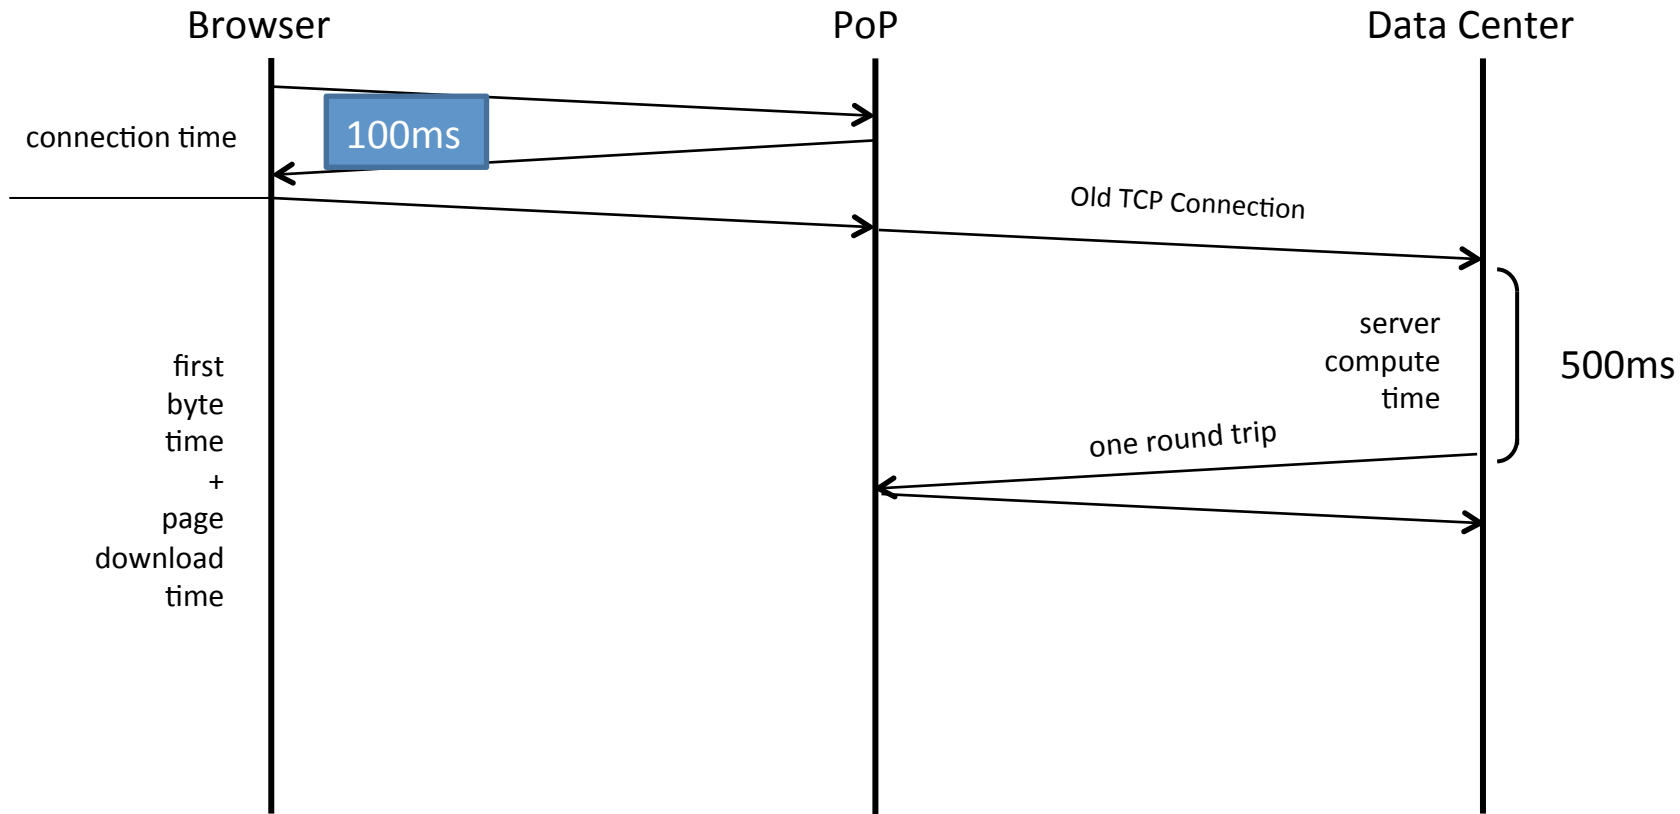 Browser
PoP
Data Center
connection time
100ms
Old TCP Connection
server
compute
time
500ms
first
byte
time
+
page
download
time
one round trip